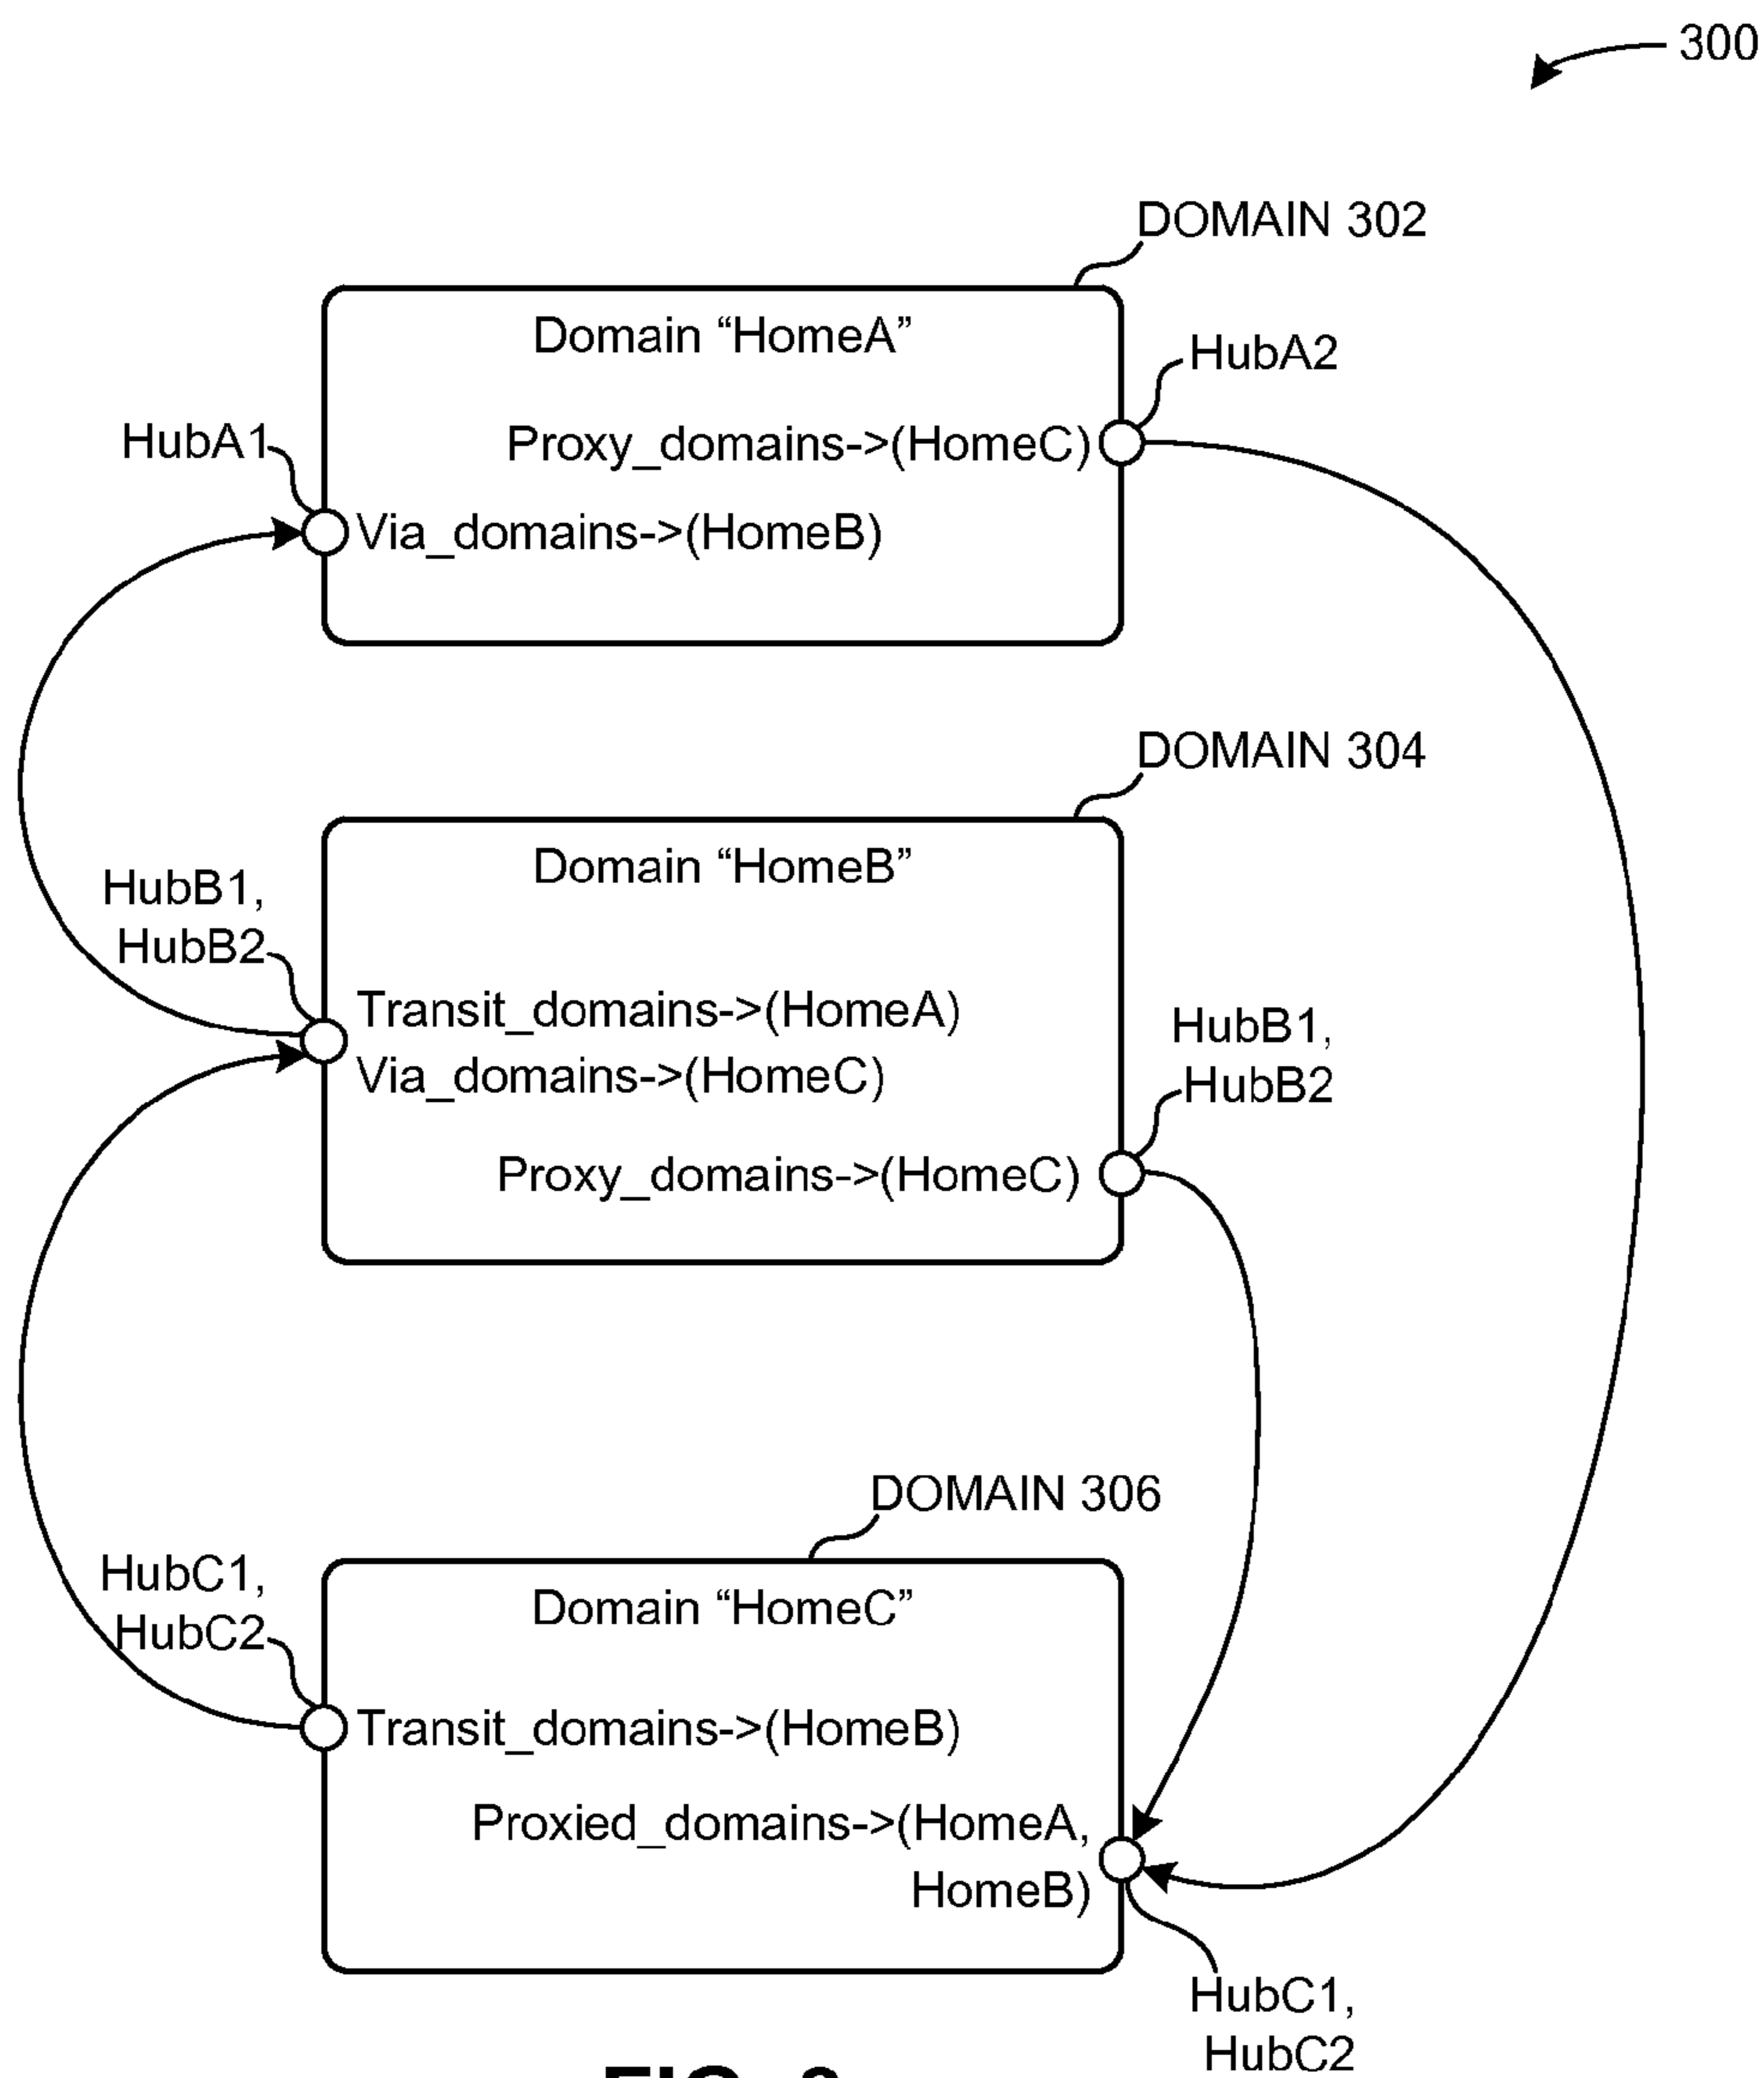 300
DOMAIN 302
Domain “HomeA”
HubA2
HubA1
Proxy_domains->(HomeC)
Via_domains->(HomeB)
DOMAIN 304
Domain “HomeB”
HubB1,
HubB2
Transit_domains->(HomeA)
Via_domains->(HomeC)
HubB1,
HubB2
Proxy_domains->(HomeC)
DOMAIN 306
Domain “HomeC”
HubC1,
HubC2
Transit_domains->(HomeB)
Proxied_domains->(HomeA,
HomeB)
HubC1,
HubC2